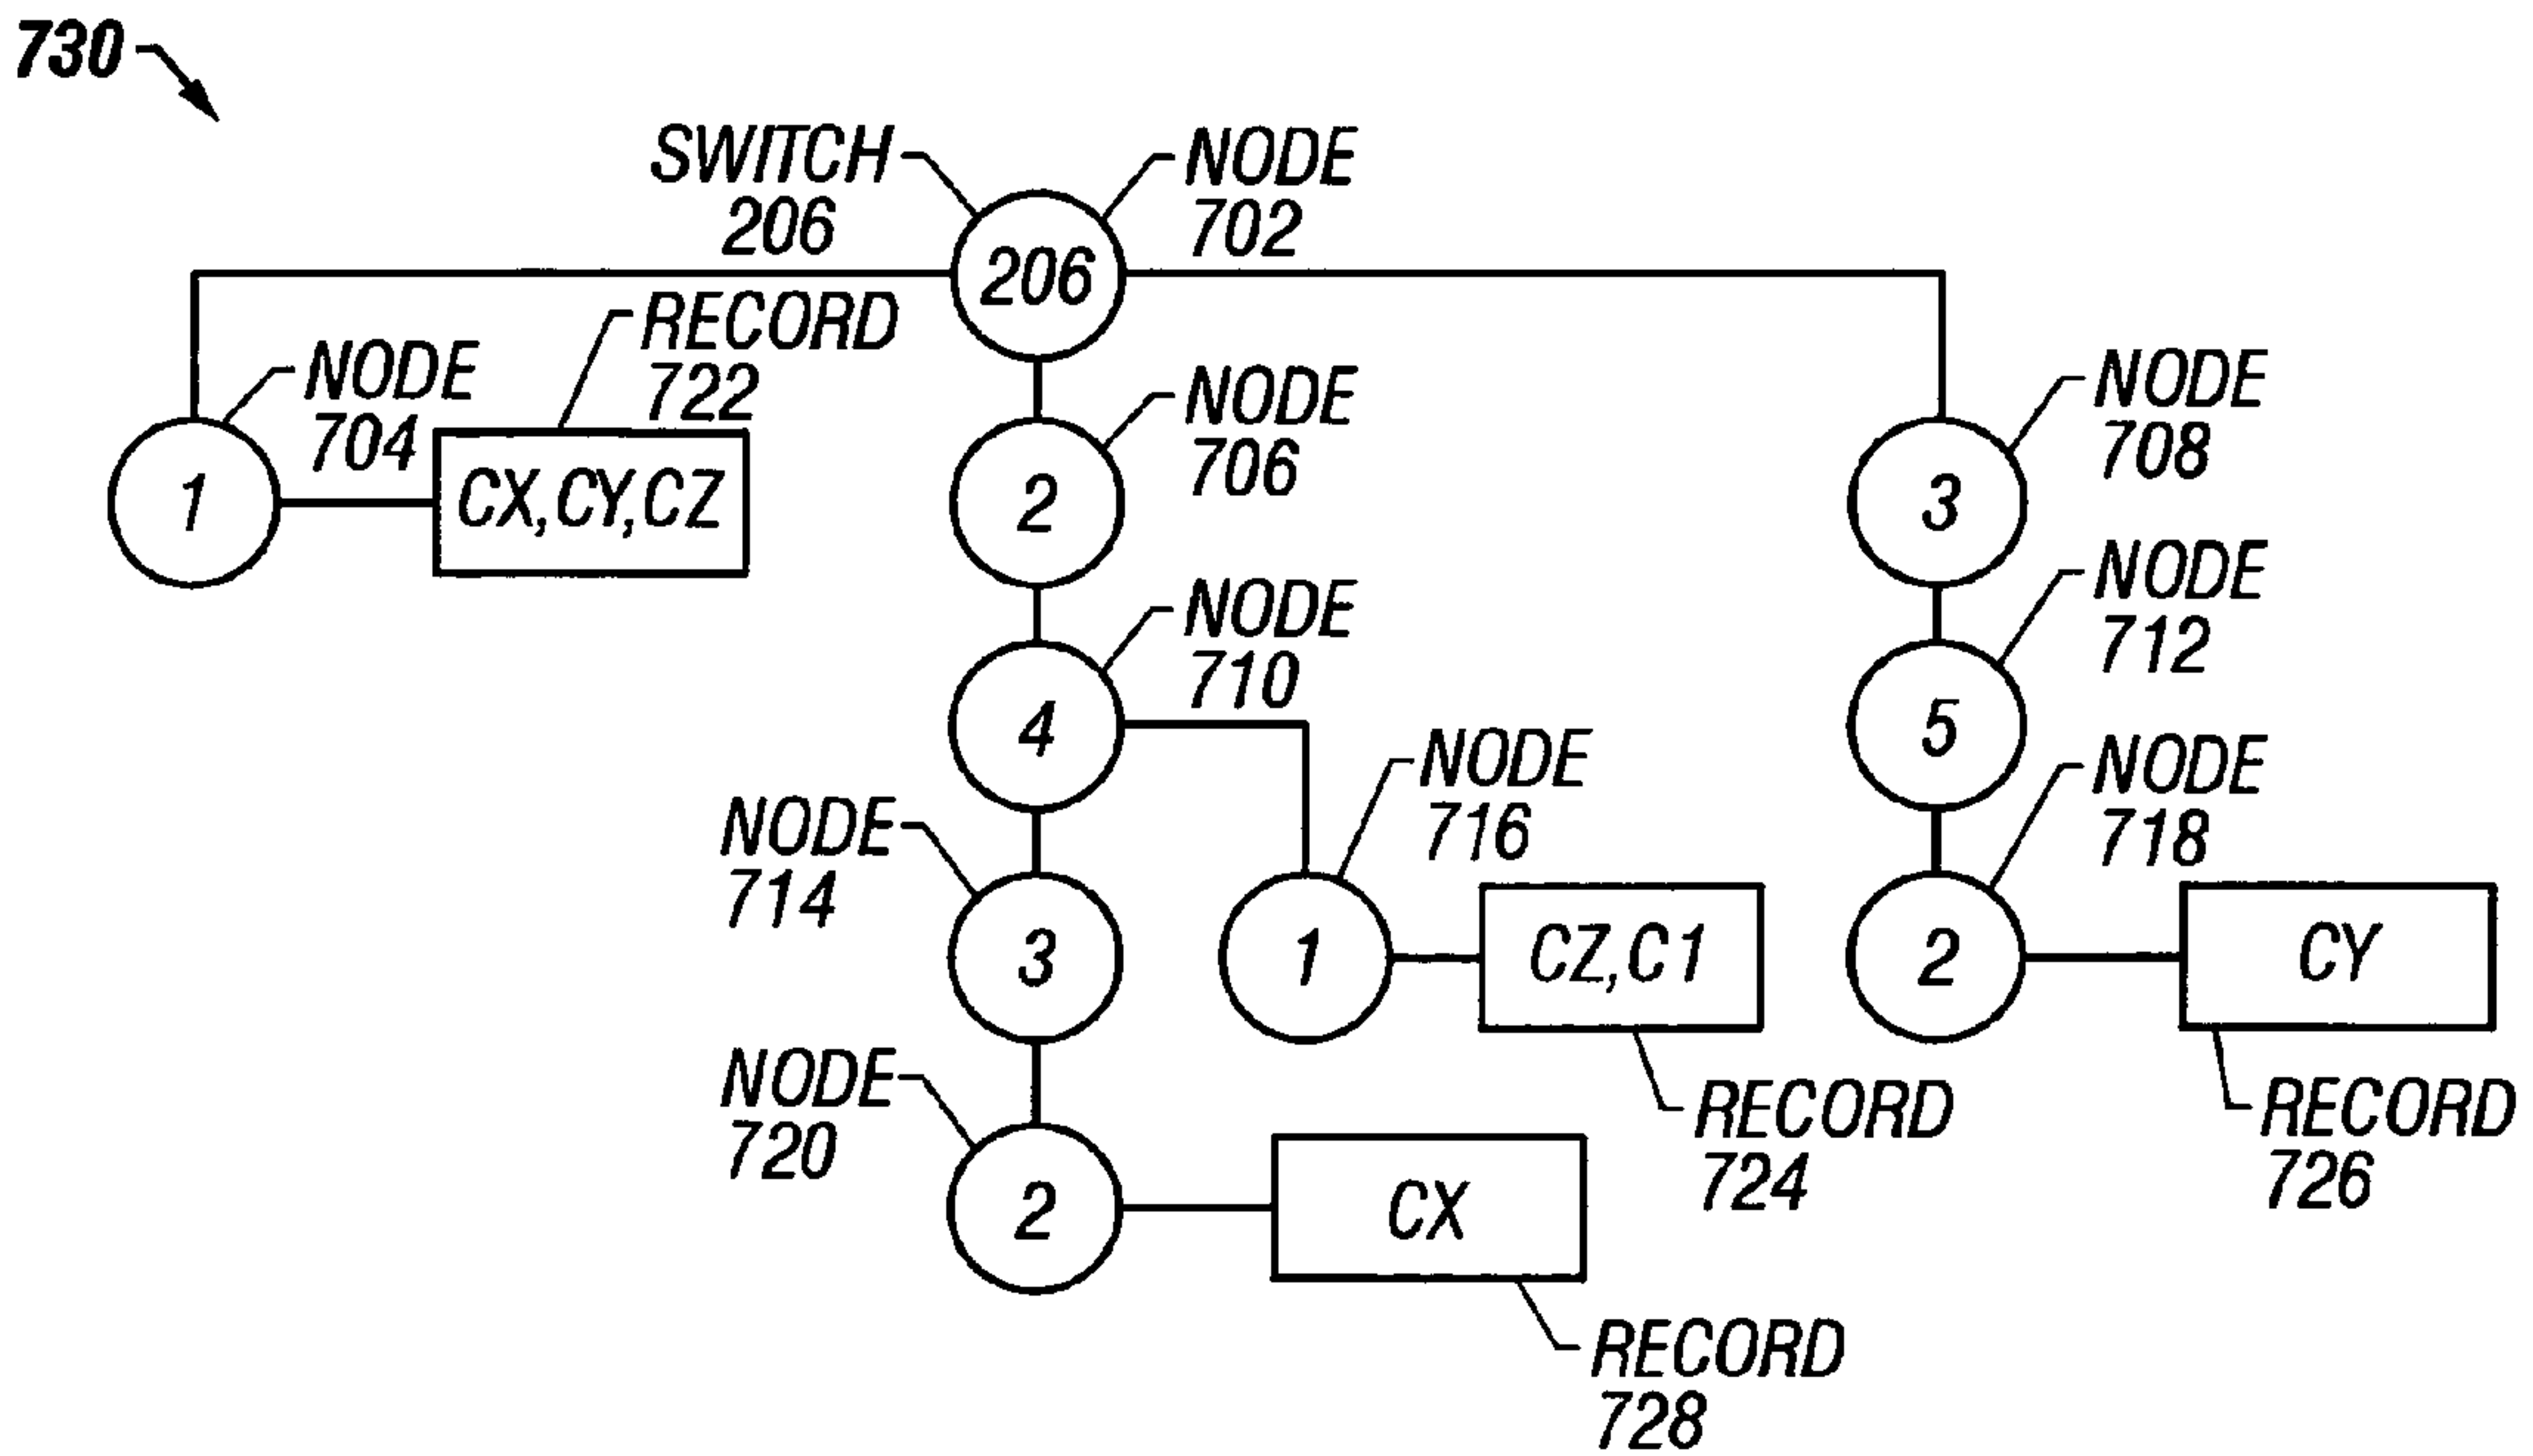 730
SWITCH
206
NODE
702
206
RECORD
722
NODE
704
NODE
706
NODE
708
1
CX, CY, CZ
2
3
NODE
710
NODE
712
4
5
NODE
714
NODE
716
NODE
718
3
1
CZ, C1
2
CY
NODE
720
RECORD
724
RECORD
726
2
CX
RECORD
728